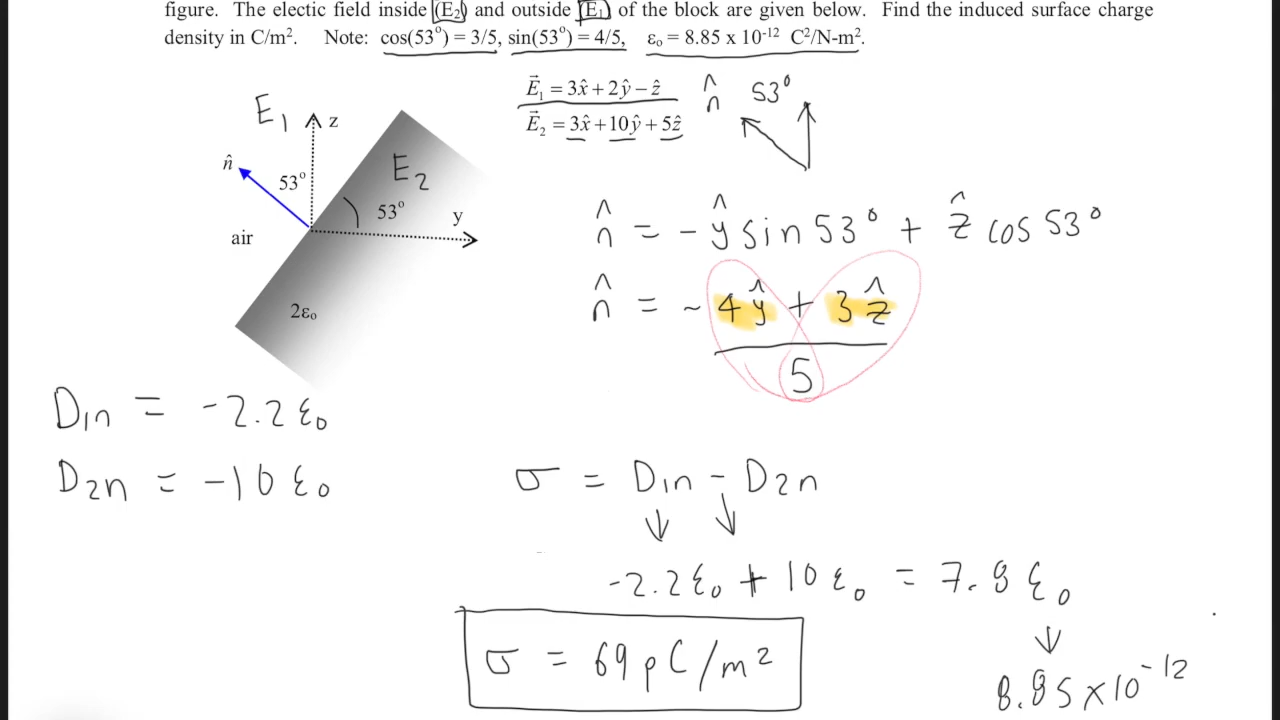 figure. The electic field inside (E₂) and outside (E₁) of the block are given below. Find the induced surface charge
density in C/m². Note: cos(53°) = 3/5, sin(53°) = 4/5, ε₀ = 8.85 x 10⁻¹² C²/N-m².
E⃗₁ = 3x̂ + 2ŷ − ẑ
E⃗₂ = 3x̂ + 10ŷ + 5ẑ
n̂ 53°
E₁
z
n̂
53°
E₂
53°
y
air
2ε₀
n̂ = - ŷ sin 53° + ẑ cos 53°
n̂ = - 4ŷ + 3ẑ
5
D₁n = -2.2 ε₀
D₂n = -10 ε₀
σ = D₁n - D₂n
↓ ↓
-2.2 ε₀ + 10 ε₀ = 7.8 ε₀
↓
8.85 x 10⁻¹²
σ = 69 pC/m²